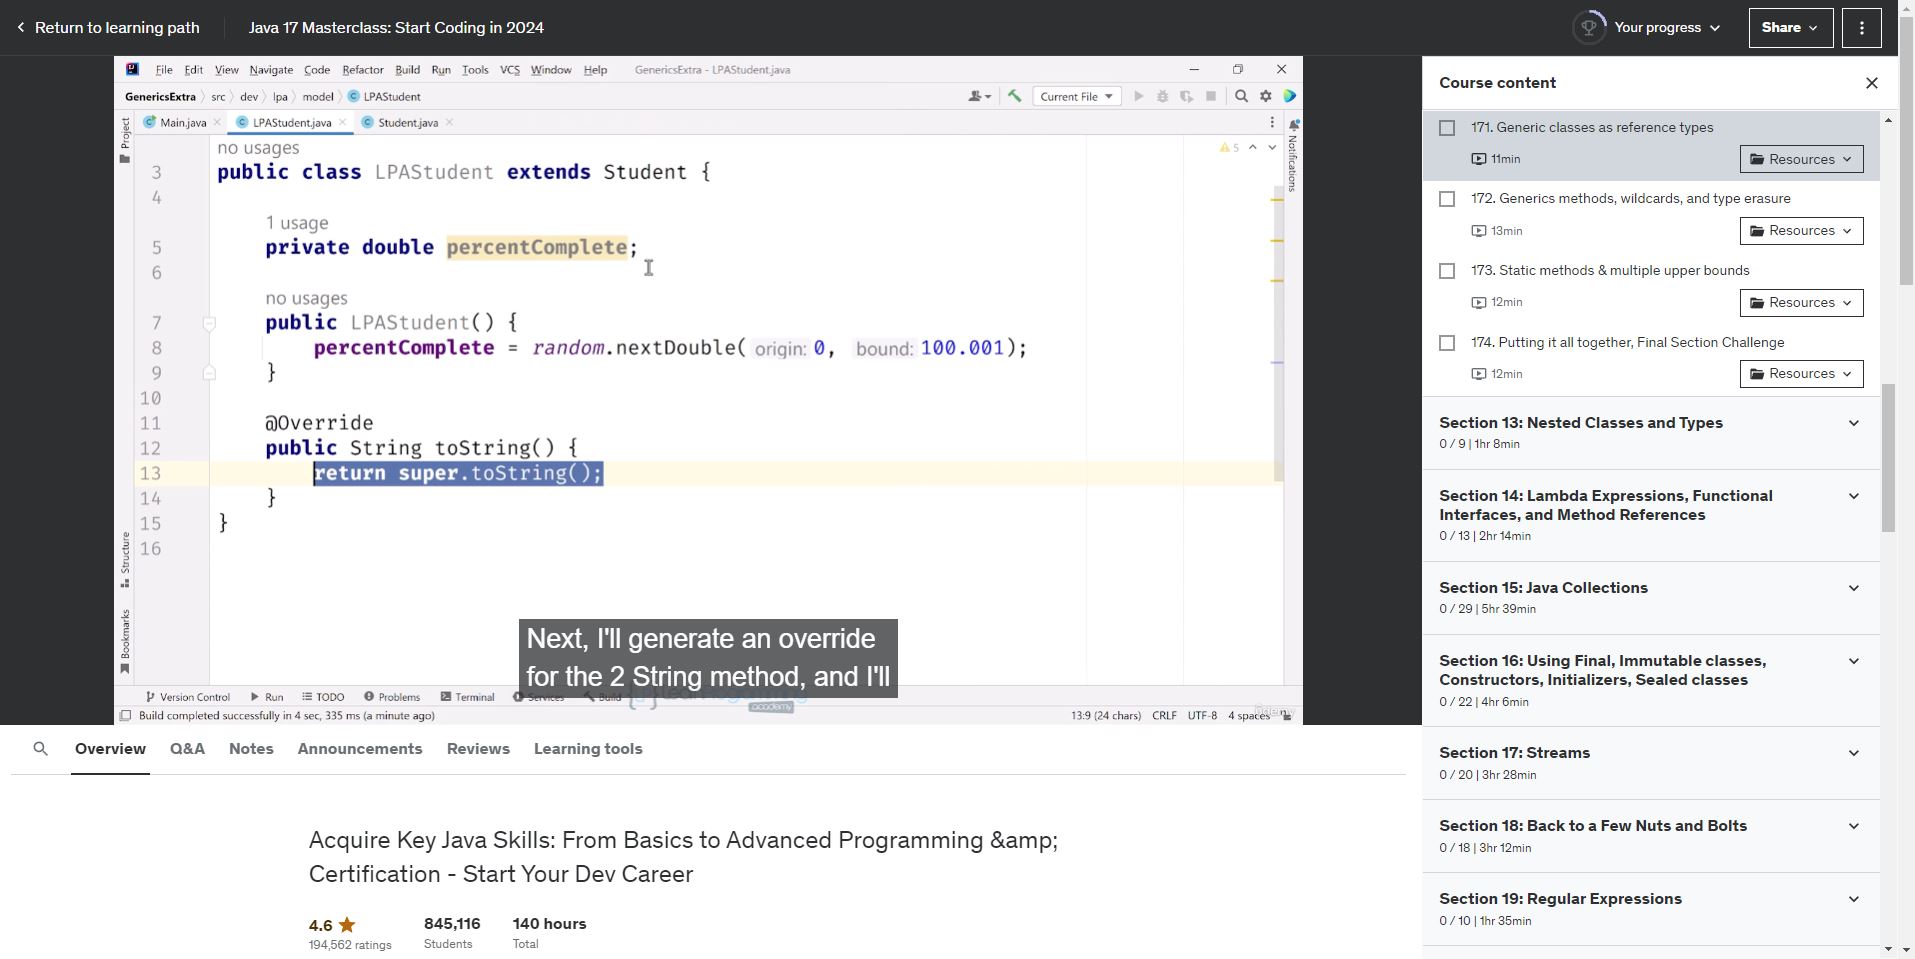 Return to learning path
Java 17 Masterclass: Start Coding in 2024
Your progress
Share
File Edit View Navigate Code Refactor Build Run Tools VCS Window Help GenericsExtra - LPAStudent.java
GenericsExtra src dev lpa model LPAStudent
Current File
Project
Main.java LPAStudent.java Student.java
Notifications
no usages
5
3 public class LPAStudent extends Student {
4
1 usage
5 private double percentComplete;
6
no usages
7 public LPAStudent() {
8 percentComplete = random.nextDouble( origin: 0, bound: 100.001);
9 }
10
11 @Override
12 public String toString() {
13 return super.toString();
14 }
15 }
16
Structure
Bookmarks
Next, I'll generate an override
for the 2 String method, and I'll
Version Control Run TODO Problems Terminal Services Build
academy
Build completed successfully in 4 sec, 335 ms (a minute ago)
13:9 (24 chars) CRLF UTF-8 4 spaces
Udemy
Course content
171. Generic classes as reference types
11min
Resources
172. Generics methods, wildcards, and type erasure
13min
Resources
173. Static methods & multiple upper bounds
12min
Resources
174. Putting it all together, Final Section Challenge
12min
Resources
Section 13: Nested Classes and Types
0 / 9 | 1hr 8min
Section 14: Lambda Expressions, Functional
Interfaces, and Method References
0 / 13 | 2hr 14min
Section 15: Java Collections
0 / 29 | 5hr 39min
Section 16: Using Final, Immutable classes,
Constructors, Initializers, Sealed classes
0 / 22 | 4hr 6min
Section 17: Streams
0 / 20 | 3hr 28min
Section 18: Back to a Few Nuts and Bolts
0 / 18 | 3hr 12min
Section 19: Regular Expressions
0 / 10 | 1hr 35min
Overview Q&A Notes Announcements Reviews Learning tools
Acquire Key Java Skills: From Basics to Advanced Programming &amp;
Certification - Start Your Dev Career
4.6
194,562 ratings
845,116
Students
140 hours
Total